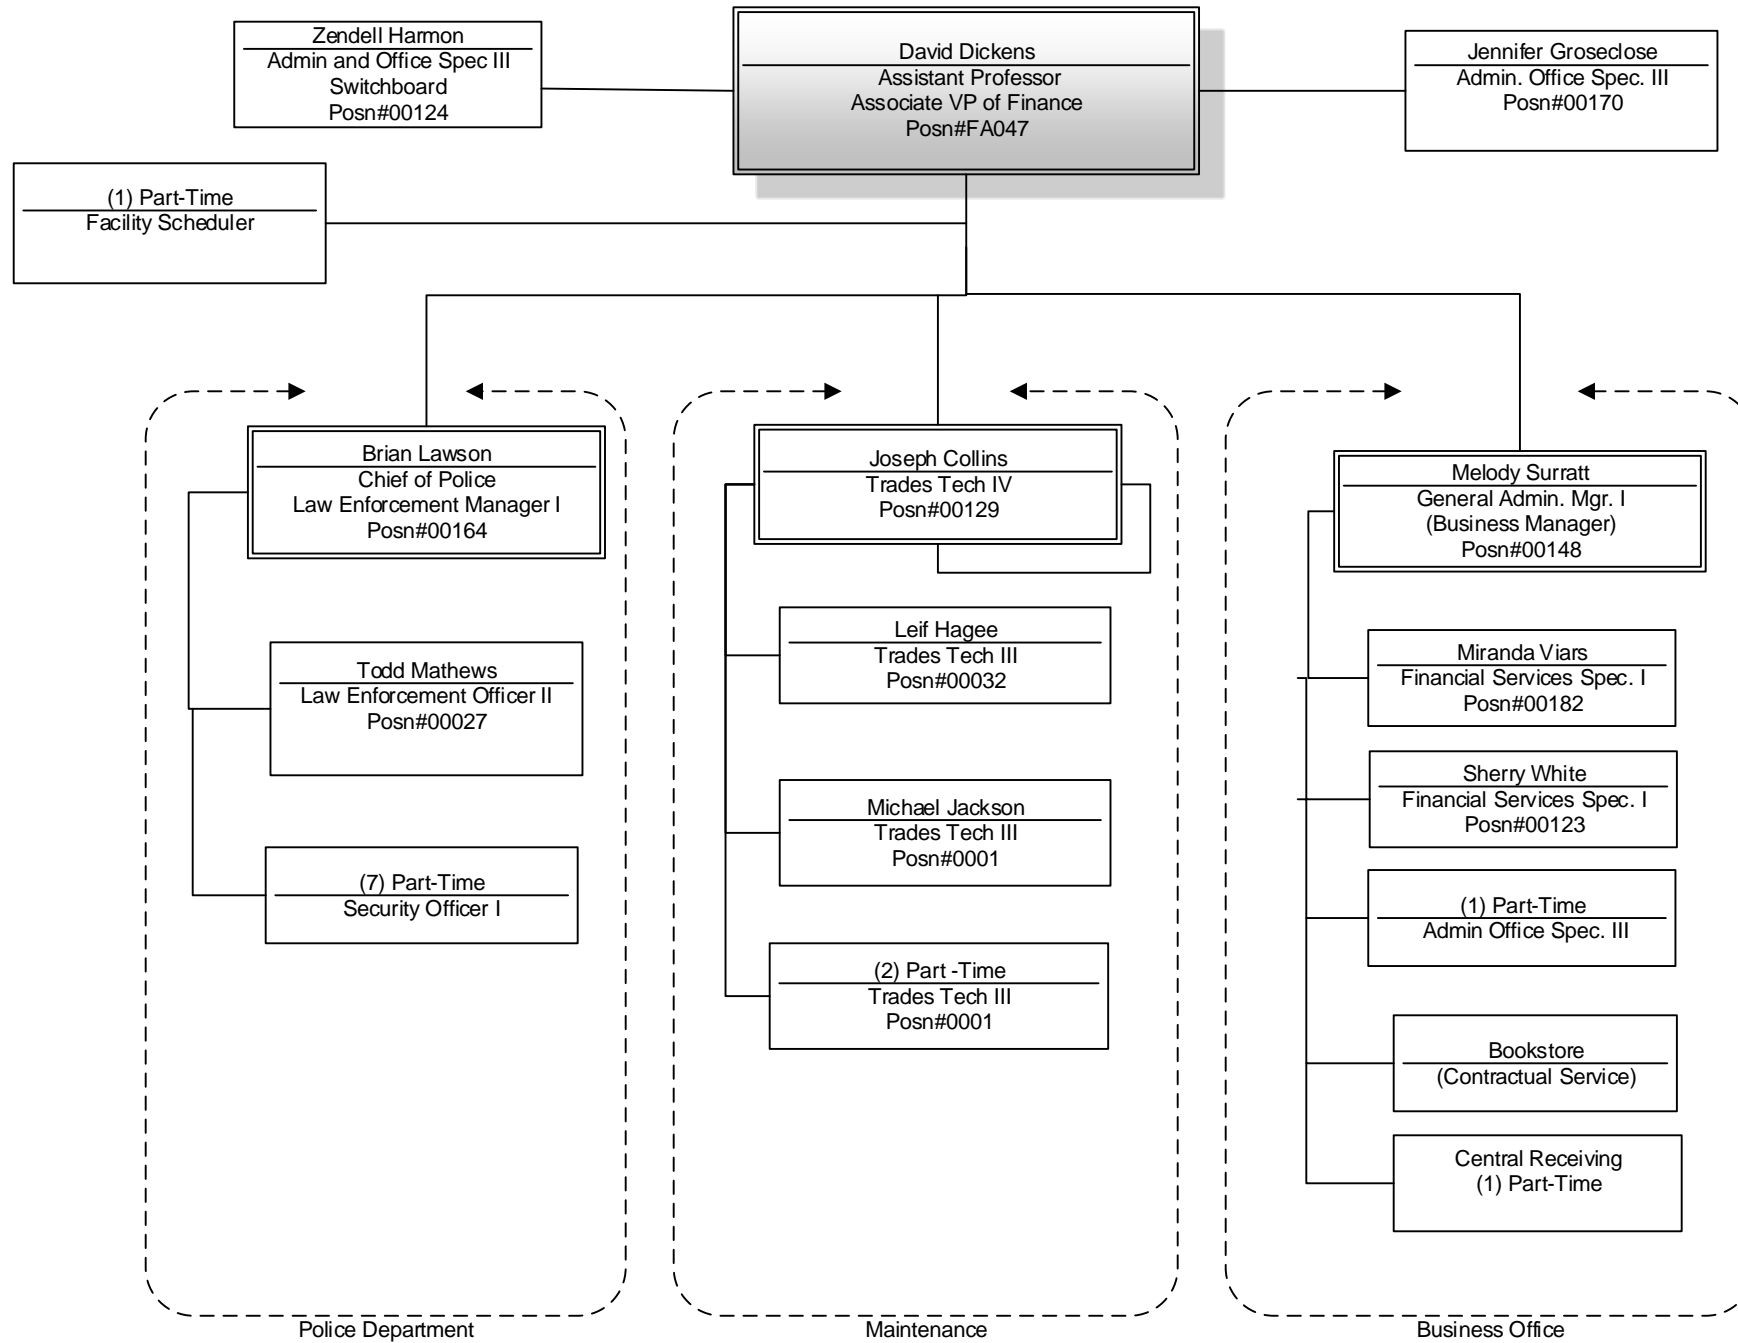 Zendell Harmon
Admin and Office Spec III
Switchboard
Posn#00124
David Dickens
Assistant Professor
Associate VP of Finance
Posn#FA047
Jennifer Groseclose
Admin. Office Spec. III
Posn#00170
(1) Part-Time
Facility Scheduler
Brian Lawson
Chief of Police
Law Enforcement Manager I
Posn#00164
Todd Mathews
Law Enforcement Officer II
Posn#00027
(7) Part-Time
Security Officer I
Police Department
Joseph Collins
Trades Tech IV
Posn#00129
Leif Hagee
Trades Tech III
Posn#00032
Michael Jackson
Trades Tech III
Posn#0001
(2) Part -Time
Trades Tech III
Posn#0001
Maintenance
Melody Surratt
General Admin. Mgr. I
(Business Manager)
Posn#00148
Miranda Viars
Financial Services Spec. I
Posn#00182
Sherry White
Financial Services Spec. I
Posn#00123
(1) Part-Time
Admin Office Spec. III
Bookstore
(Contractual Service)
Central Receiving
(1) Part-Time
Business Office